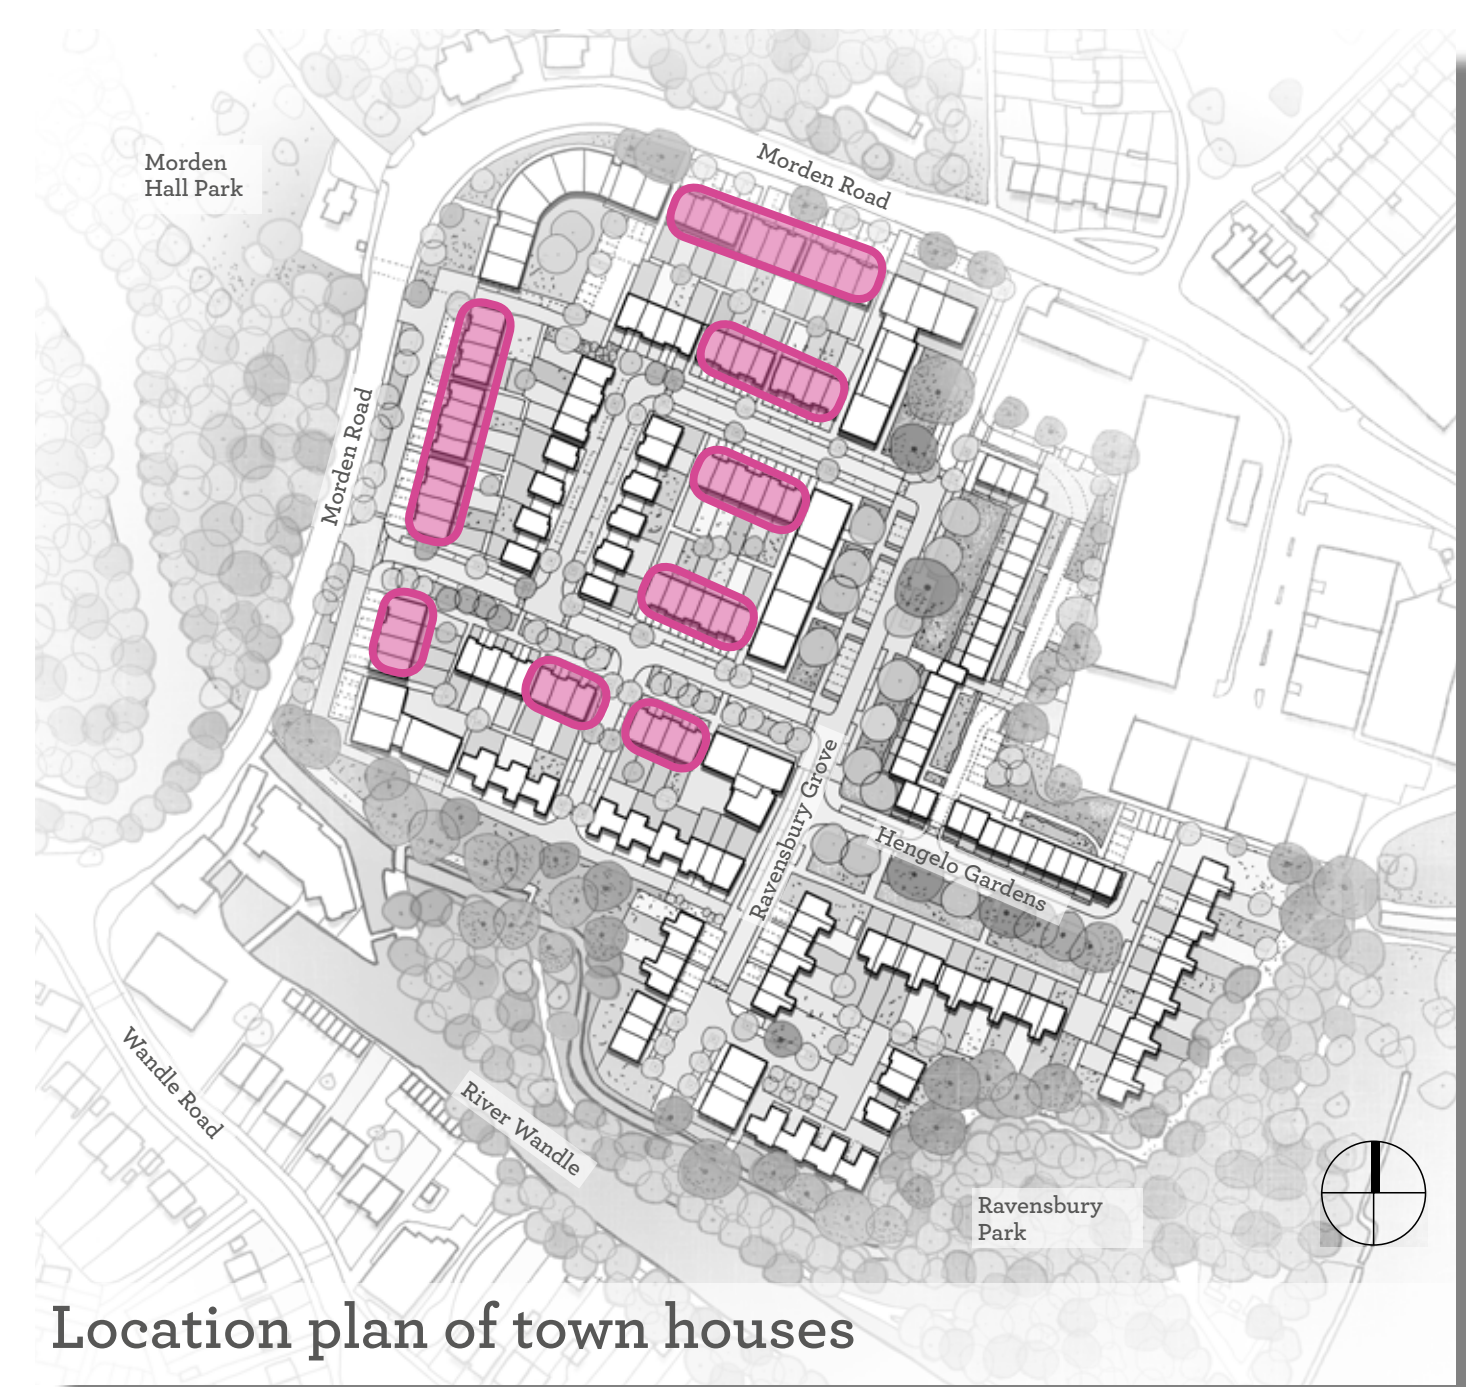 Morden
Hall Park
Morden Road
Morden Road
Ravensbury Grove
Hengelo Gardens
Wandle Road
River Wandle
Ravensbury
Park
Location plan of town houses